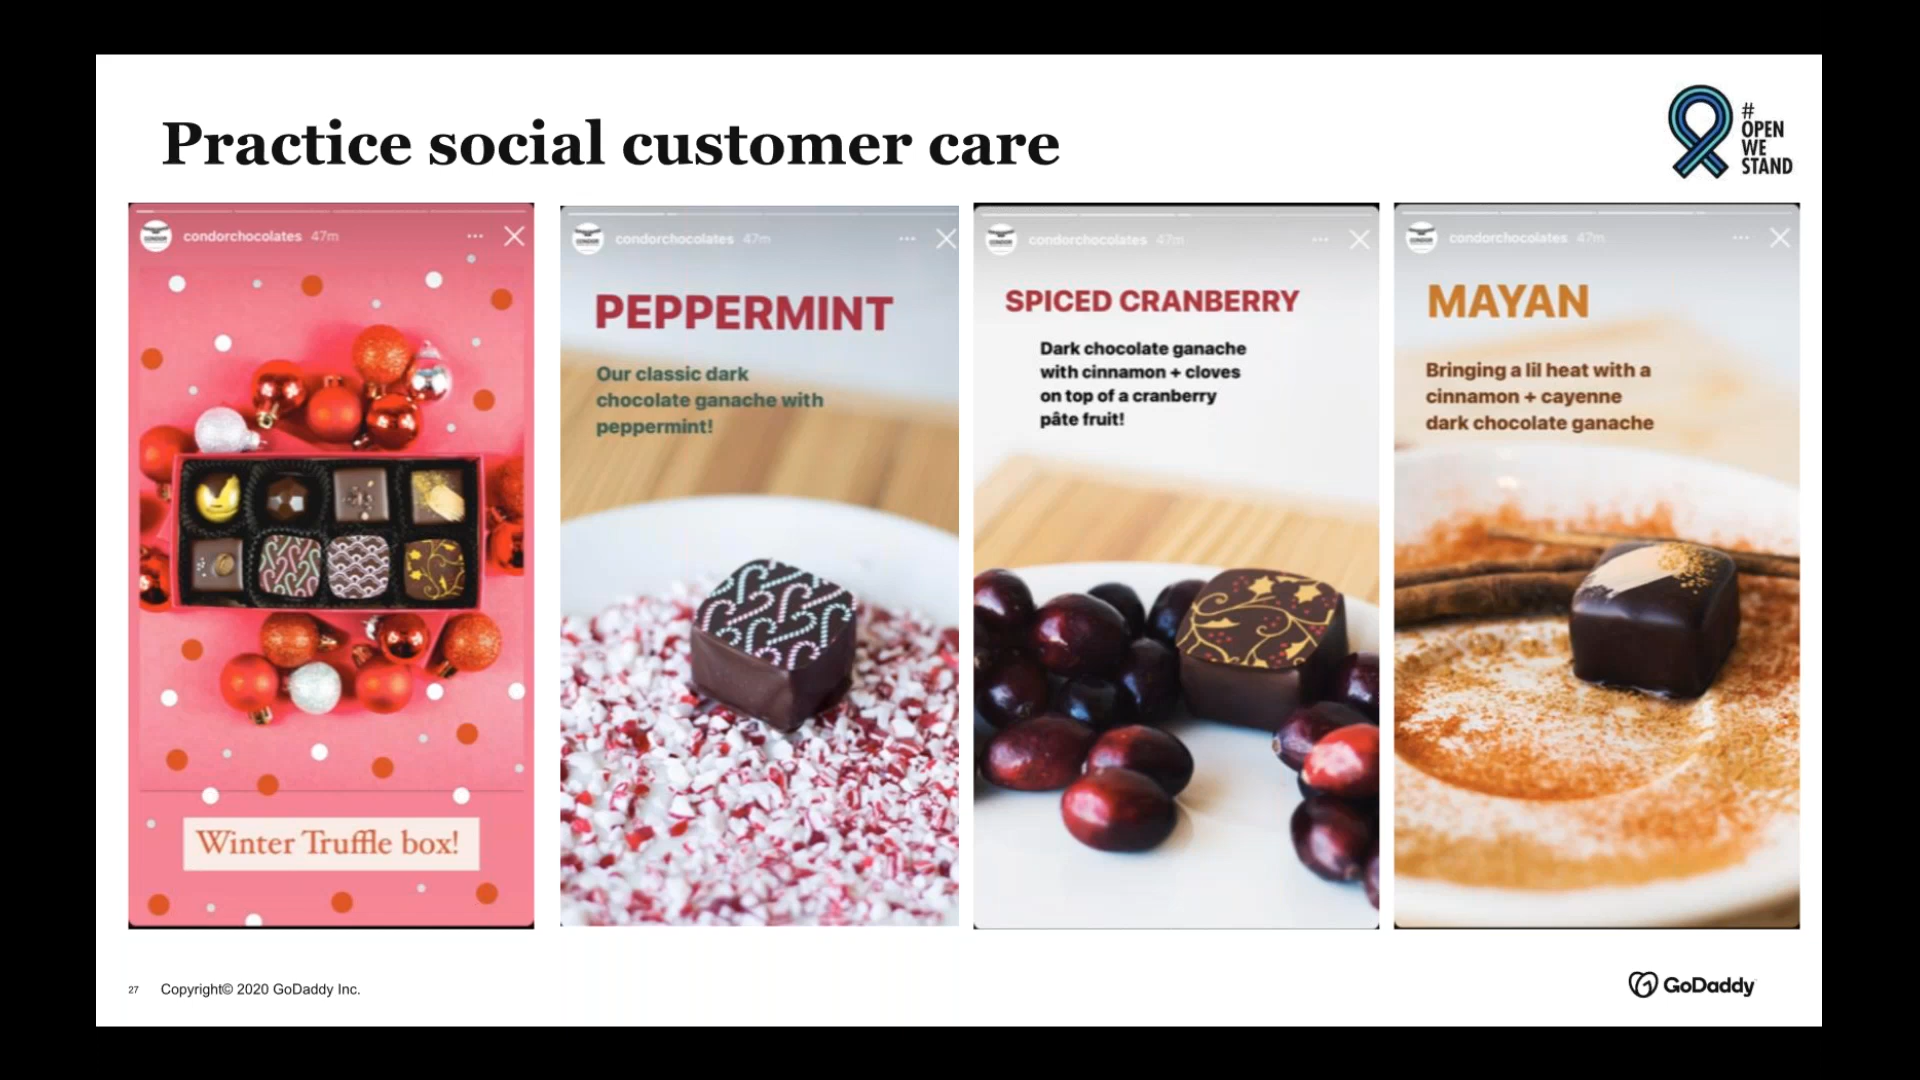 Practice social customer care
#
OPEN
WE
STAND
condorchocolates 47m
Winter Truffle box!
condorchocolates 47m
PEPPERMINT
Our classic dark
chocolate ganache with
peppermint!
condorchocolates 47m
SPICED CRANBERRY
Dark chocolate ganache
with cinnamon + cloves
on top of a cranberry
pâte fruit!
condorchocolates 47m
MAYAN
Bringing a lil heat with a
cinnamon + cayenne
dark chocolate ganache
27 Copyright© 2020 GoDaddy Inc.
GoDaddy